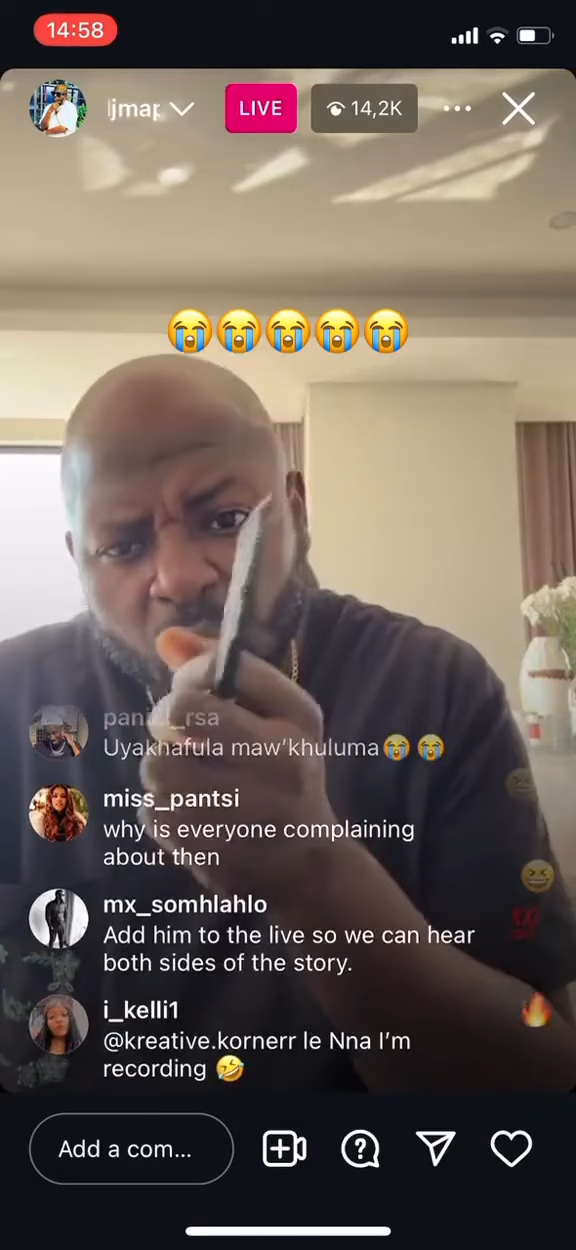 14:58
ljmap
LIVE
14,2K
😭😭😭😭😭
Uyakhafula maw'khuluma😭 😭
miss_pantsi
why is everyone complaining
about then
mx_somhlahlo
Add him to the live so we can hear
both sides of the story.
i_kelli1
@kreative.kornerr le Nna I'm
recording 🤣
Add a com...